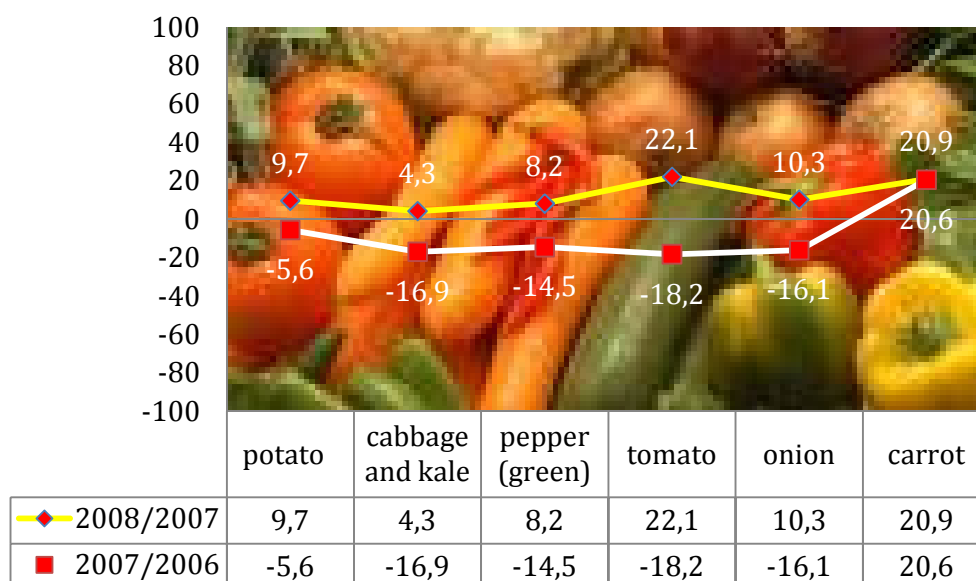 100
80
60
40
20
0
-20
-40
-60
-80
-100
9,7
4,3
8,2
22,1
10,3
20,9
-5,6
-16,9
-14,5
-18,2
-16,1
20,6
potato
cabbage and kale
pepper (green)
tomato
onion
carrot
2008/2007 9,7 4,3 8,2 22,1 10,3 20,9
2007/2006 -5,6 -16,9 -14,5 -18,2 -16,1 20,6